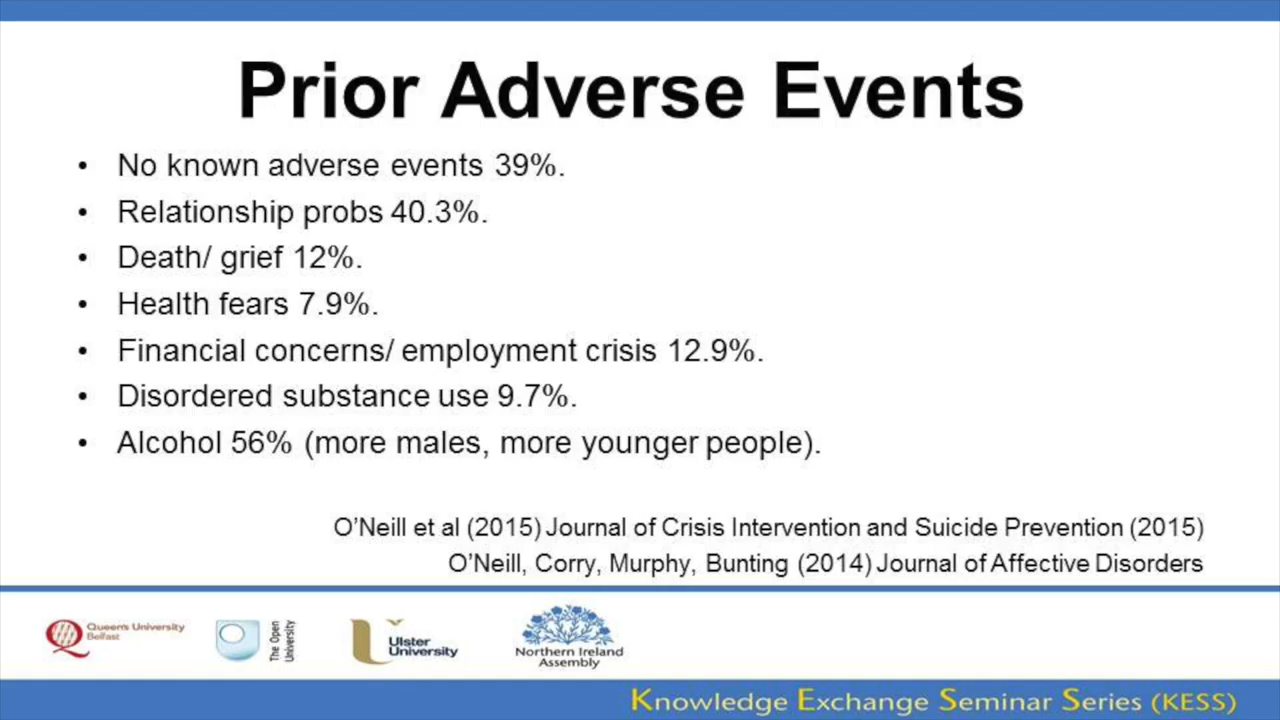 Prior Adverse Events
• No known adverse events 39%.
• Relationship probs 40.3%.
• Death/ grief 12%.
• Health fears 7.9%.
• Financial concerns/ employment crisis 12.9%.
• Disordered substance use 9.7%.
• Alcohol 56% (more males, more younger people).
O'Neill et al (2015) Journal of Crisis Intervention and Suicide Prevention (2015)
O'Neill, Corry, Murphy, Bunting (2014) Journal of Affective Disorders
Queen's University
Belfast
The Open
University
Ulster
University
Northern Ireland
Assembly
Knowledge Exchange Seminar Series (KESS)